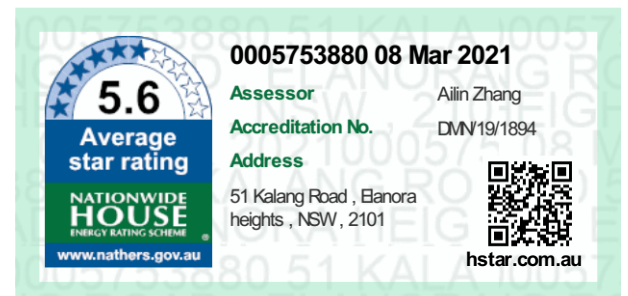 0005753880 08 Mar 2021
5.6
Average
star rating
NATIONWIDE
HOUSE
ENERGY RATING SCHEME ®
www.nathers.gov.au
Assessor Ailin Zhang
Accreditation No. DMN/19/1894
Address
51 Kalang Road , Elanora
heights , NSW , 2101
hstar.com.au